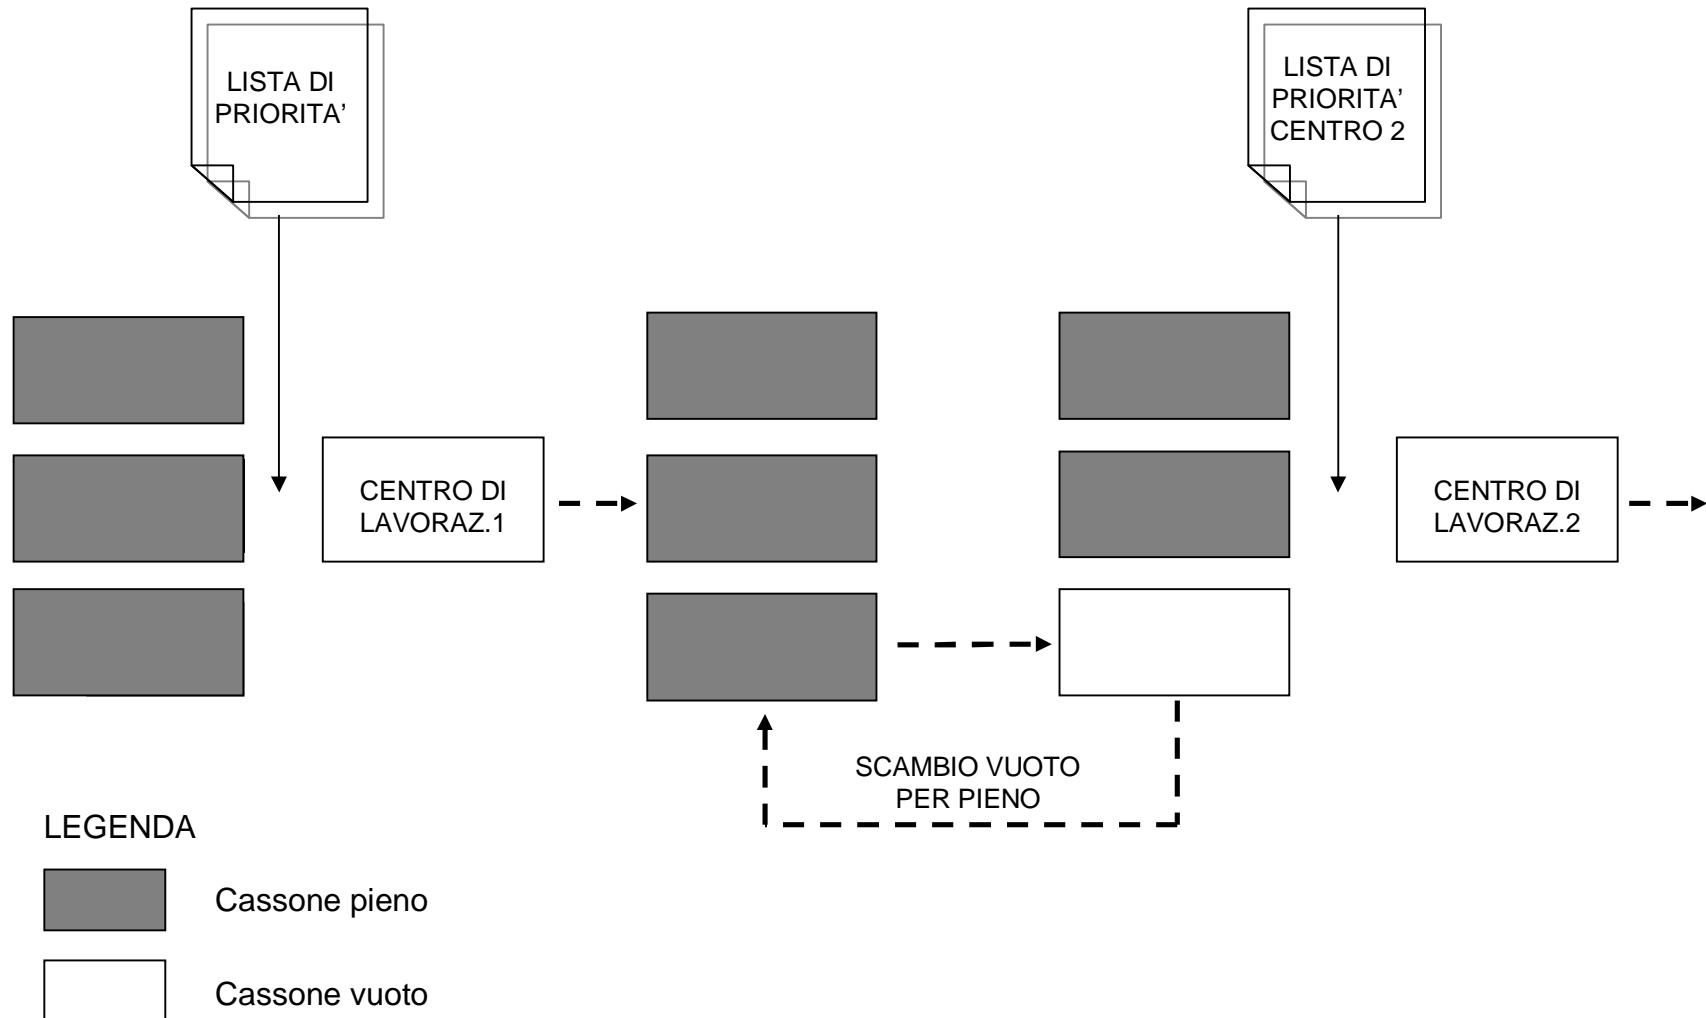 LISTA DI
PRIORITA’
LISTA DI
PRIORITA’
CENTRO 2
CENTRO DI
LAVORAZ.1
CENTRO DI
LAVORAZ.2
SCAMBIO VUOTO
PER PIENO
LEGENDA
Cassone pieno
Cassone vuoto